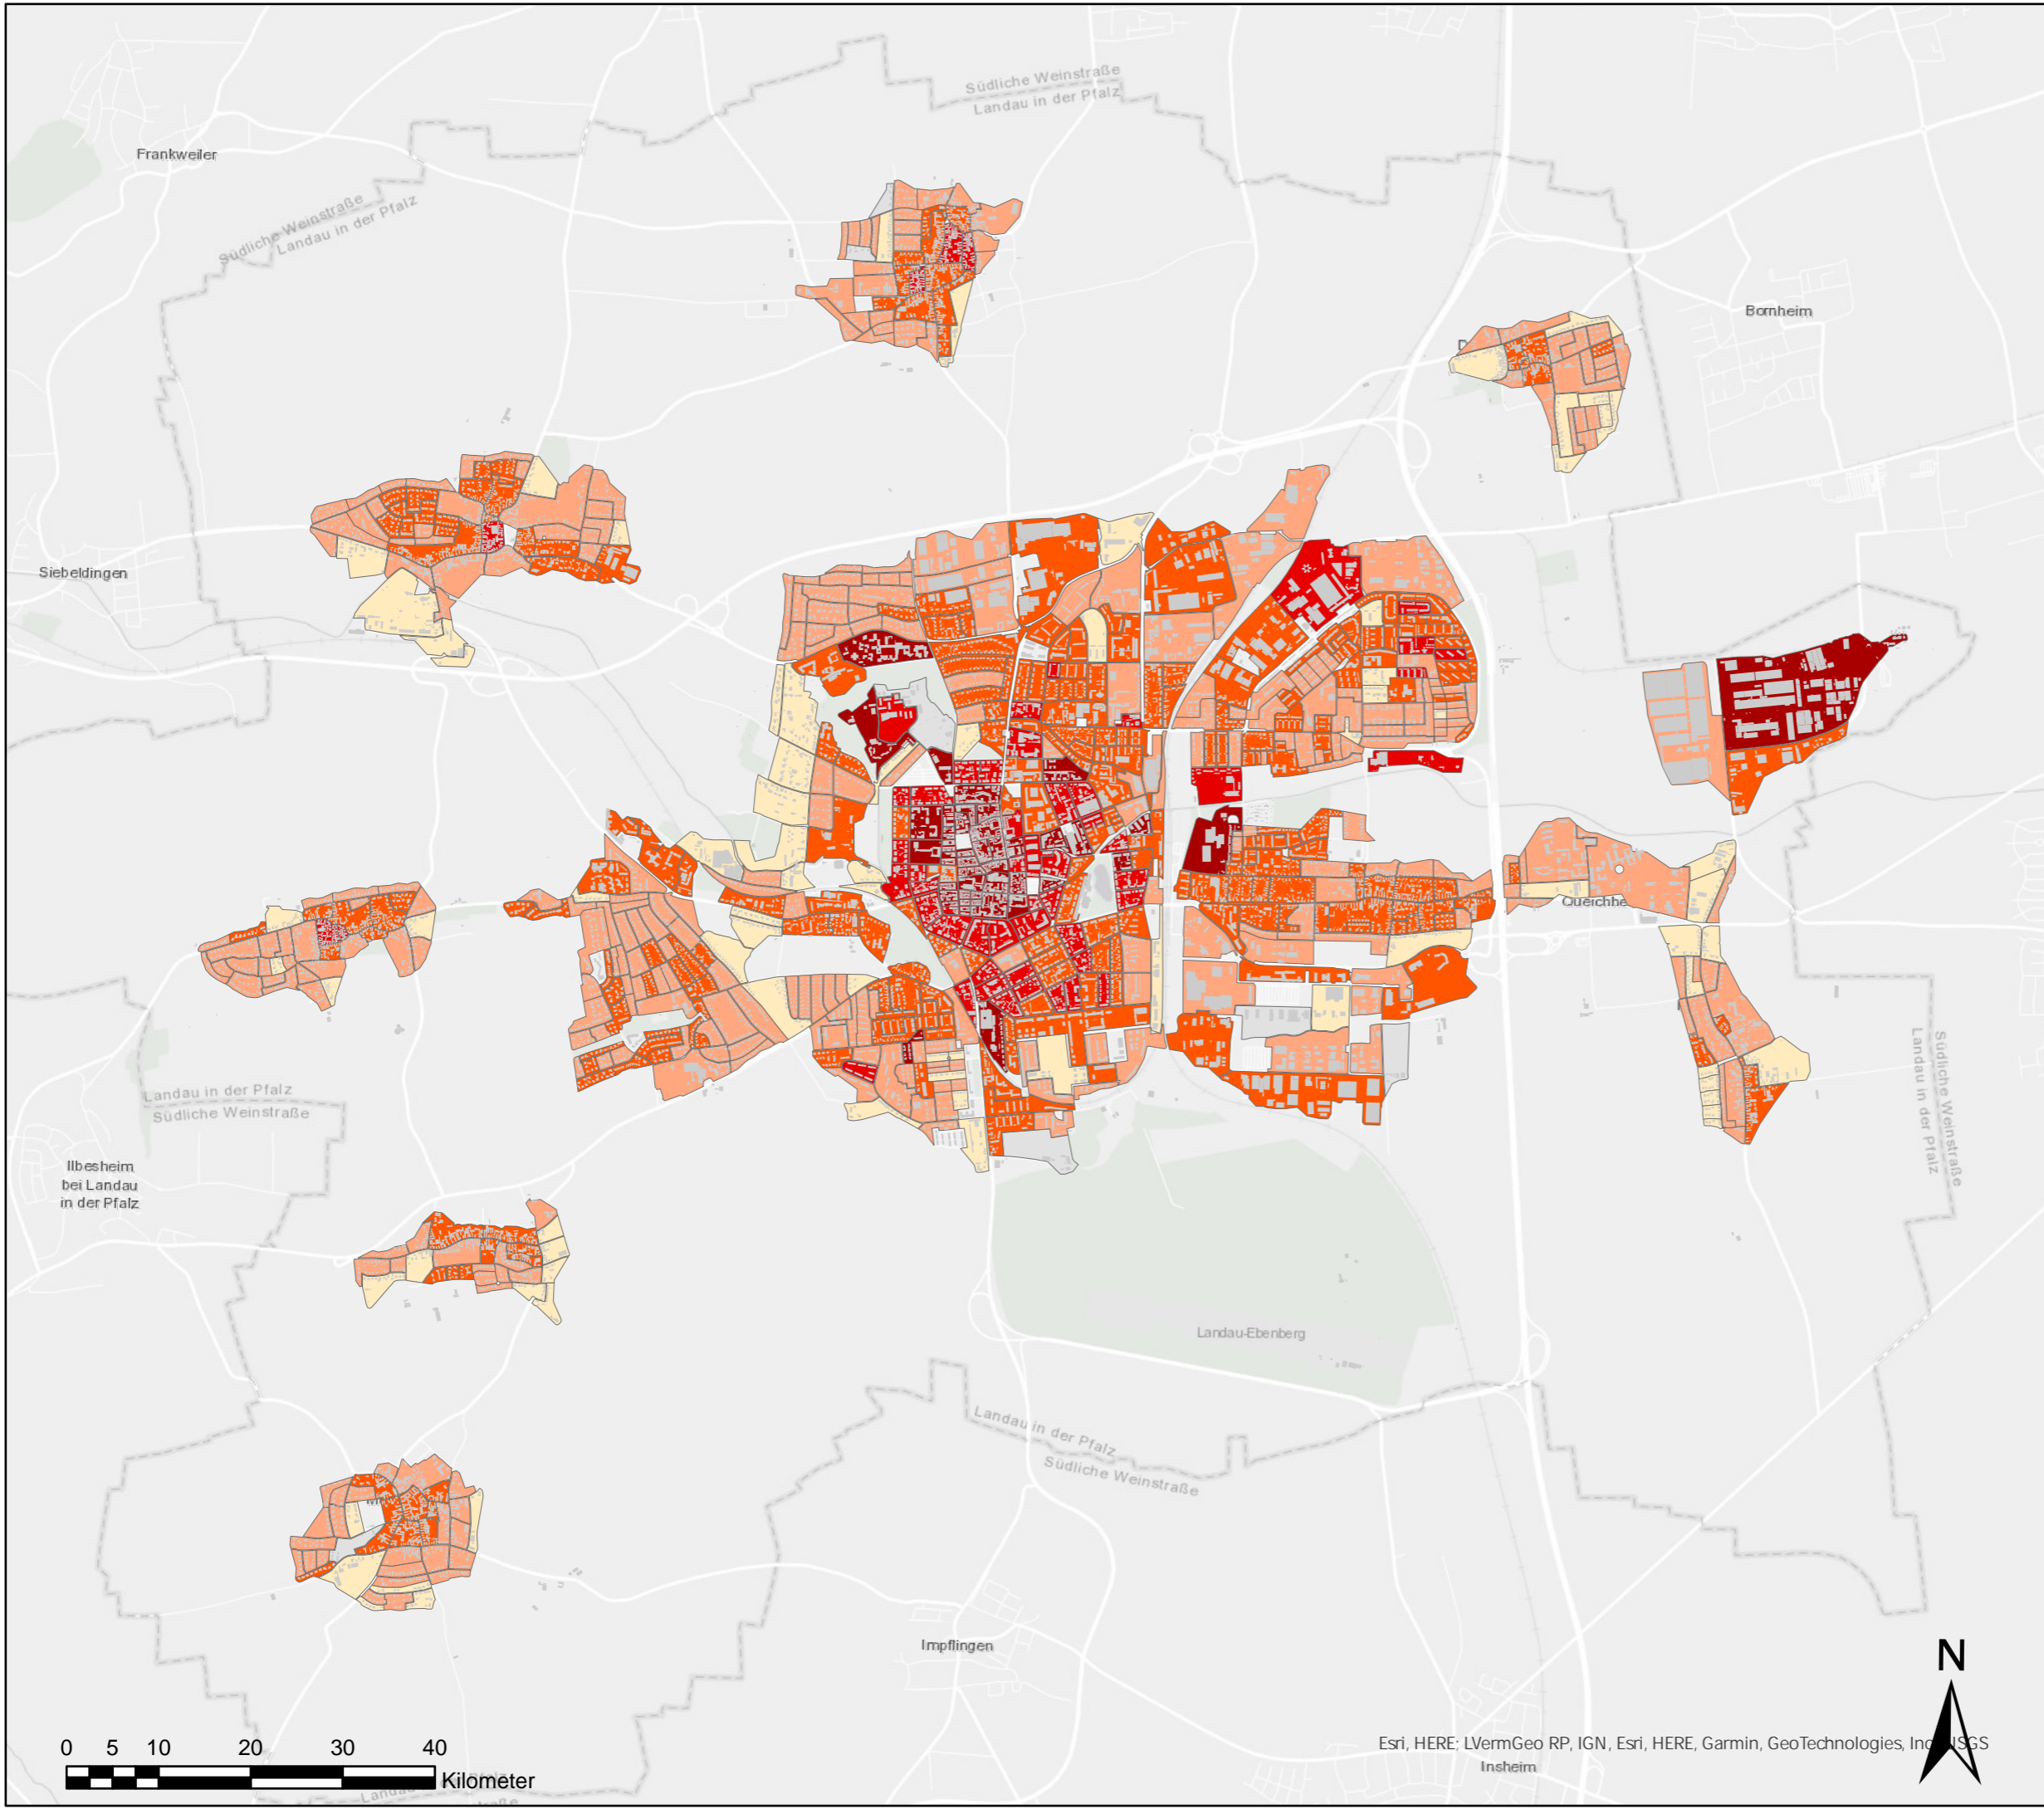 Südliche Weinstraße
Landau in der Pfalz
Frankweiler
Südliche Weinstraße
Landau in der Pfalz
Bornheim
Siebeldingen
Queichhe
Landau in der Pfalz
Südliche Weinstraße
Südliche Weinstraße
Landau in der Pfalz
Ilbesheim
bei Landau
in der Pfalz
Landau-Ebenberg
Landau in der Pfalz
Südliche Weinstraße
Impflingen
N
0 5 10 20 30 40
Kilometer
Esri, HERE; LVermGeo RP, IGN, Esri, HERE, Garmin, GeoTechnologies, Inc
Insheim